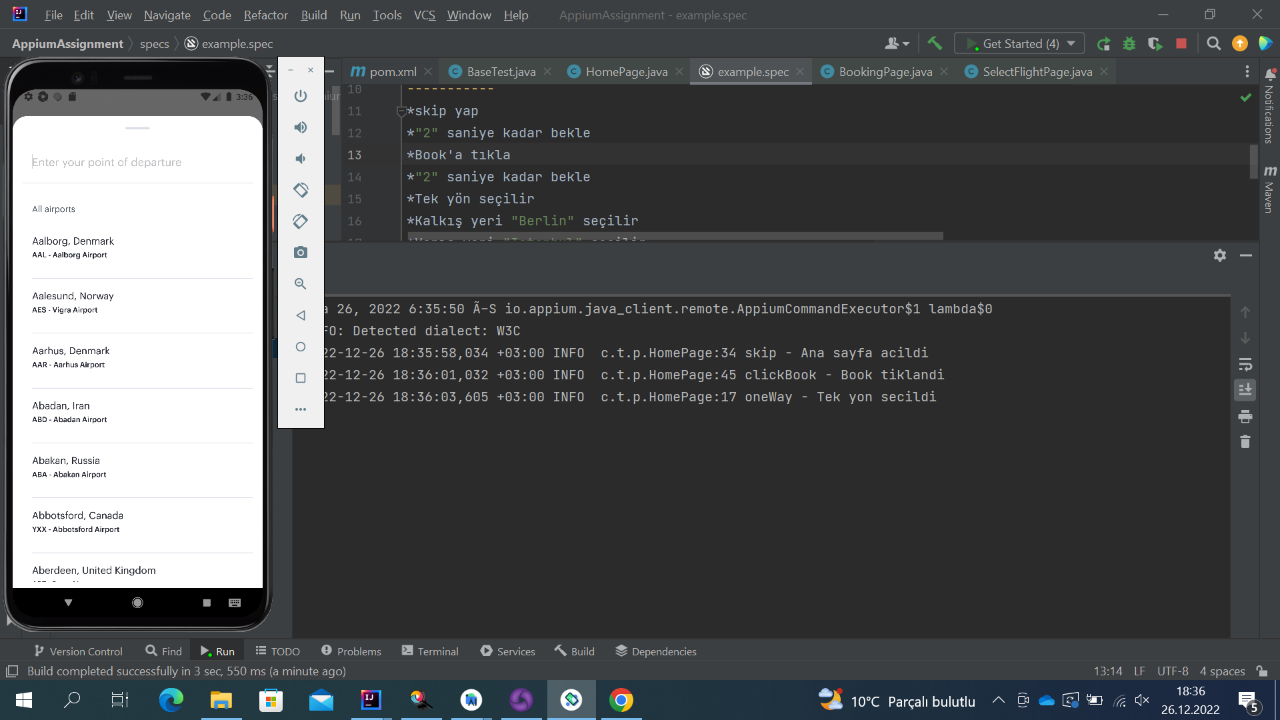 File Edit View Navigate Code Refactor Build Run Tools VCS Window Help AppiumAssignment - example.spec
AppiumAssignment specs example.spec Get Started (4)
pom.xml BaseTest.java HomePage.java example.spec BookingPage.java SelectFlightPage.java
3:36
10 -----------
11 *skip yap
12 *"2" saniye kadar bekle
13 *Book'a tıkla
14 *"2" saniye kadar bekle
15 *Tek yön seçilir
16 *Kalkış yeri "Berlin" seçilir
Notifications
Maven
Enter your point of departure
All airports
Aalborg, Denmark
AAL - Aalborg Airport
Aalesund, Norway
AES - Vigra Airport
Aarhus, Denmark
AAR - Aarhus Airport
Abadan, Iran
ABD - Abadan Airport
Abakan, Russia
ABA - Abakan Airport
Abbotsford, Canada
YXX - Abbotsford Airport
Aberdeen, United Kingdom
a 26, 2022 6:35:50 Ã-S io.appium.java_client.remote.AppiumCommandExecutor$1 lambda$0
FO: Detected dialect: W3C
22-12-26 18:35:58,034 +03:00 INFO c.t.p.HomePage:34 skip - Ana sayfa acildi
22-12-26 18:36:01,032 +03:00 INFO c.t.p.HomePage:45 clickBook - Book tiklandi
22-12-26 18:36:03,605 +03:00 INFO c.t.p.HomePage:17 oneWay - Tek yon secildi
Version Control Find Run TODO Problems Terminal Services Build Dependencies
Build completed successfully in 3 sec, 550 ms (a minute ago) 13:14 LF UTF-8 4 spaces
10°C Parçalı bulutlu 18:36
26.12.2022 5